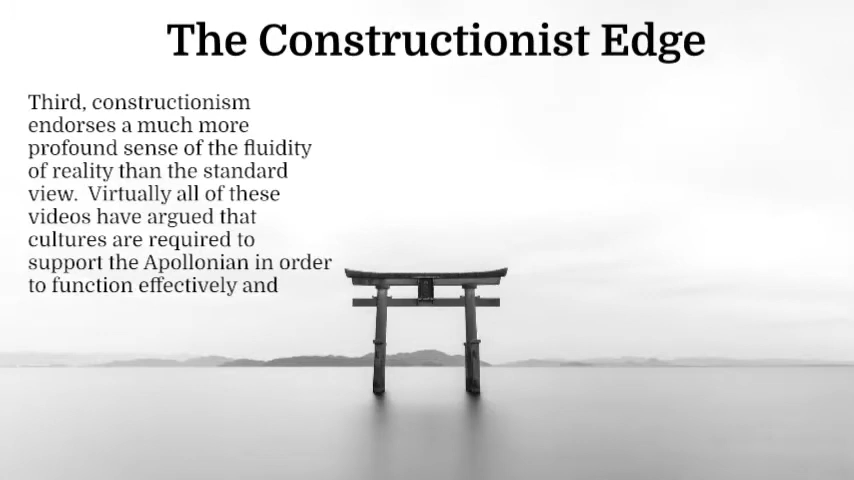 The Constructionist Edge
Third, constructionism
endorses a much more
profound sense of the fluidity
of reality than the standard
view.  Virtually all of these
videos have argued that
cultures are required to
support the Apollonian in order
to function effectively and